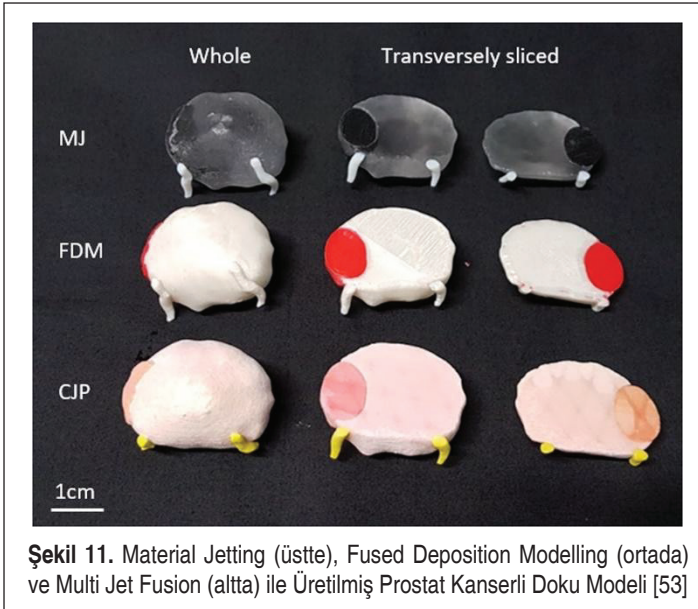 Whole Transversely sliced
MJ
FDM
CJP
1cm
Şekil 11. Material Jetting (üstte), Fused Deposition Modelling (ortada)
ve Multi Jet Fusion (altta) ile Üretilmiş Prostat Kanserli Doku Modeli [53]